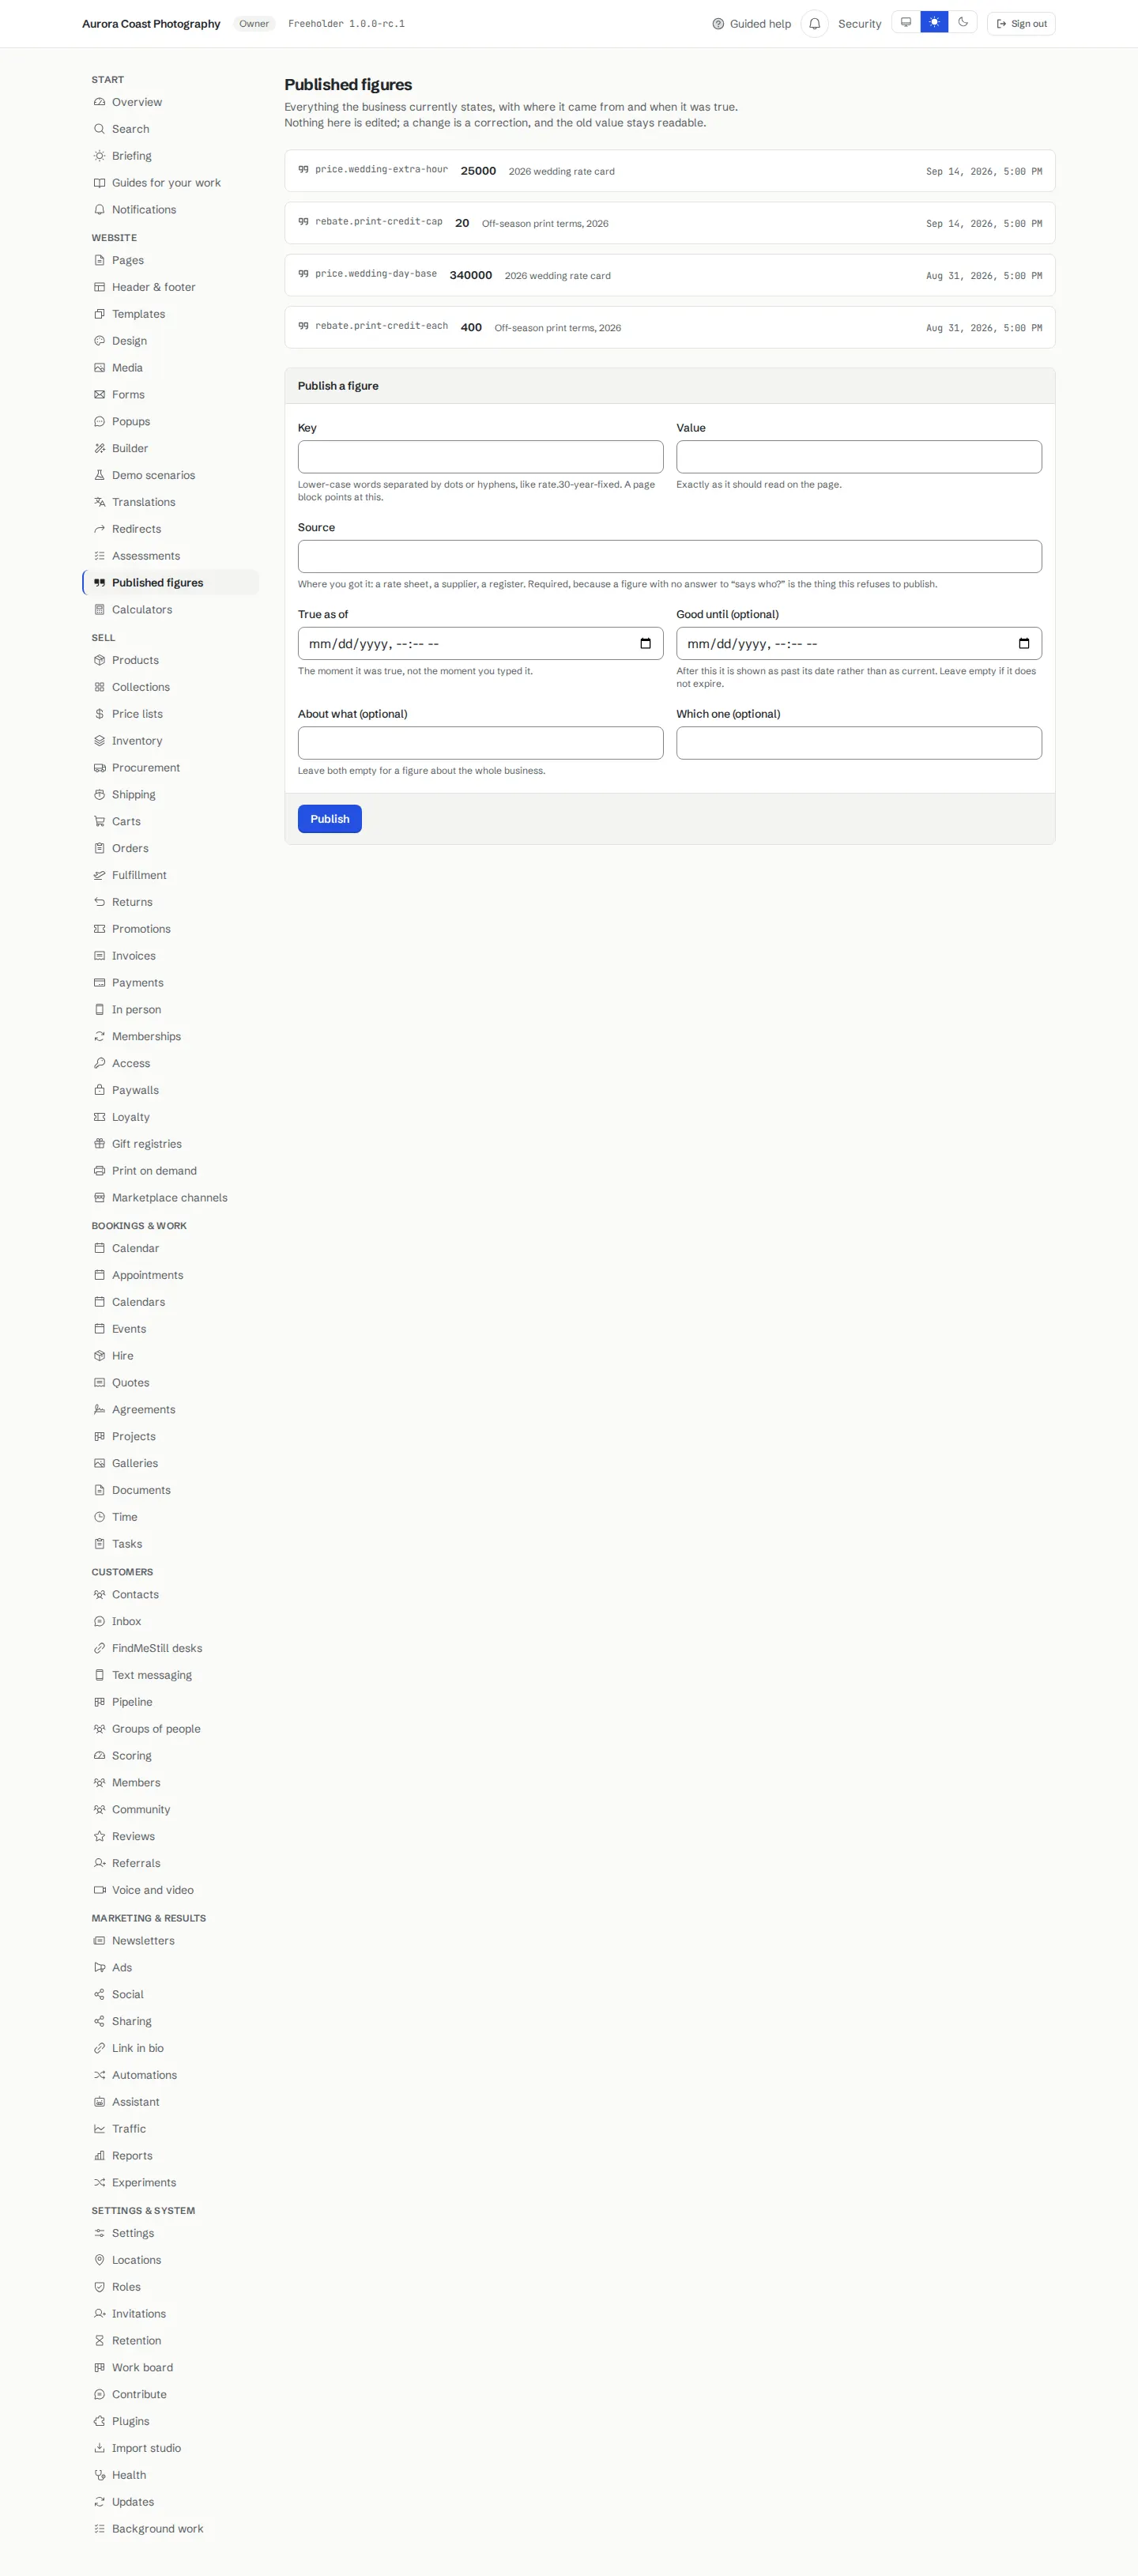 Aurora Coast Photography
Owner
Freeholder 1.0.0-rc.1
Guided help
Security
Sign out
START
Overview
Search
Briefing
Guides for your work
Notifications
WEBSITE
Pages
Header & footer
Templates
Design
Media
Forms
Popups
Builder
Demo scenarios
Translations
Redirects
Assessments
Published figures
Calculators
SELL
Products
Collections
Price lists
Inventory
Procurement
Shipping
Carts
Orders
Fulfillment
Returns
Promotions
Invoices
Payments
In person
Memberships
Access
Paywalls
Loyalty
Gift registries
Print on demand
Marketplace channels
BOOKINGS & WORK
Calendar
Appointments
Calendars
Events
Hire
Quotes
Agreements
Projects
Galleries
Documents
Time
Tasks
CUSTOMERS
Contacts
Inbox
FindMeStill desks
Text messaging
Pipeline
Groups of people
Scoring
Members
Community
Reviews
Referrals
Voice and video
MARKETING & RESULTS
Newsletters
Ads
Social
Sharing
Link in bio
Automations
Assistant
Traffic
Reports
Experiments
SETTINGS & SYSTEM
Settings
Locations
Roles
Invitations
Retention
Work board
Contribute
Plugins
Import studio
Health
Updates
Background work
Published figures
Everything the business currently states, with where it came from and when it was true.
Nothing here is edited; a change is a correction, and the old value stays readable.
price.wedding-extra-hour 25000 2026 wedding rate card Sep 14, 2026, 5:00 PM
rebate.print-credit-cap 20 Off-season print terms, 2026 Sep 14, 2026, 5:00 PM
price.wedding-day-base 340000 2026 wedding rate card Aug 31, 2026, 5:00 PM
rebate.print-credit-each 400 Off-season print terms, 2026 Aug 31, 2026, 5:00 PM
Publish a figure
Key
Lower-case words separated by dots or hyphens, like rate.30-year-fixed. A page
block points at this.
Value
Exactly as it should read on the page.
Source
Where you got it: a rate sheet, a supplier, a register. Required, because a figure with no answer to “says who?” is the thing this refuses to publish.
True as of
mm/dd/yyyy, --:-- --
The moment it was true, not the moment you typed it.
Good until (optional)
mm/dd/yyyy, --:-- --
After this it is shown as past its date rather than as current. Leave empty if it does
not expire.
About what (optional)
Leave both empty for a figure about the whole business.
Which one (optional)
Publish